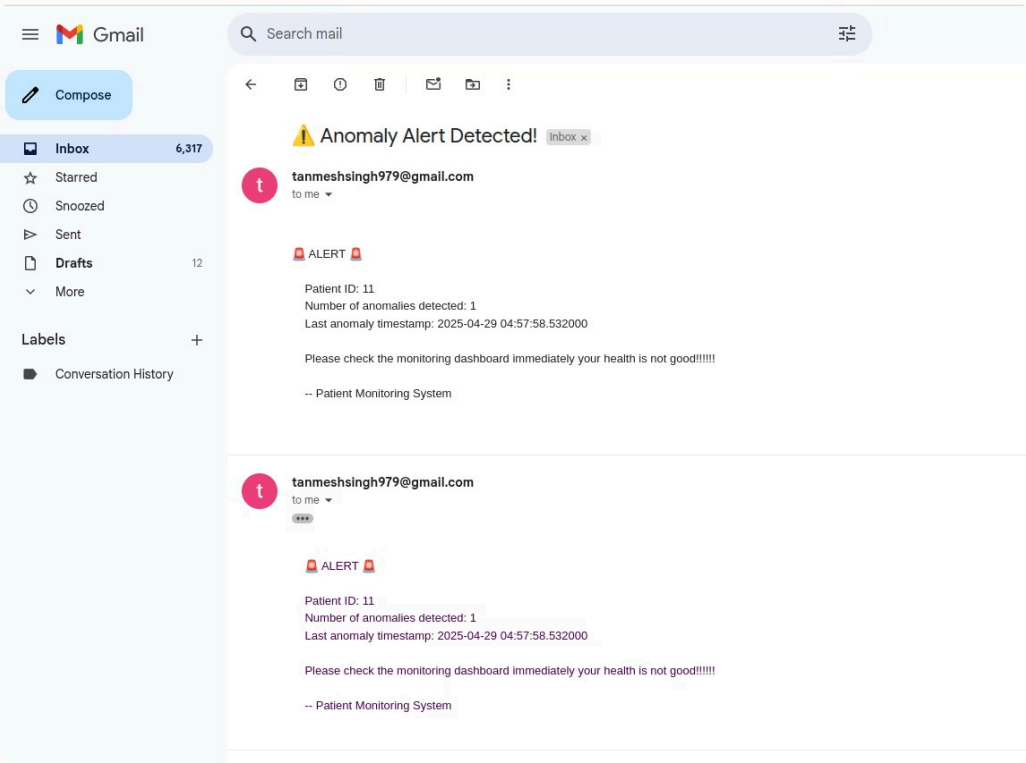 Gmail
Search mail
Compose
Inbox 6,317
Starred
Snoozed
Sent
Drafts 12
More
Labels +
Conversation History
⚠️ Anomaly Alert Detected! Inbox ×
t
tanmeshsingh979@gmail.com
to me
🚨 ALERT 🚨
Patient ID: 11
Number of anomalies detected: 1
Last anomaly timestamp: 2025-04-29 04:57:58.532000
Please check the monitoring dashboard immediately your health is not good!!!!!!
-- Patient Monitoring System
t
tanmeshsingh979@gmail.com
to me
•••
🚨 ALERT 🚨
Patient ID: 11
Number of anomalies detected: 1
Last anomaly timestamp: 2025-04-29 04:57:58.532000
Please check the monitoring dashboard immediately your health is not good!!!!!!
-- Patient Monitoring System